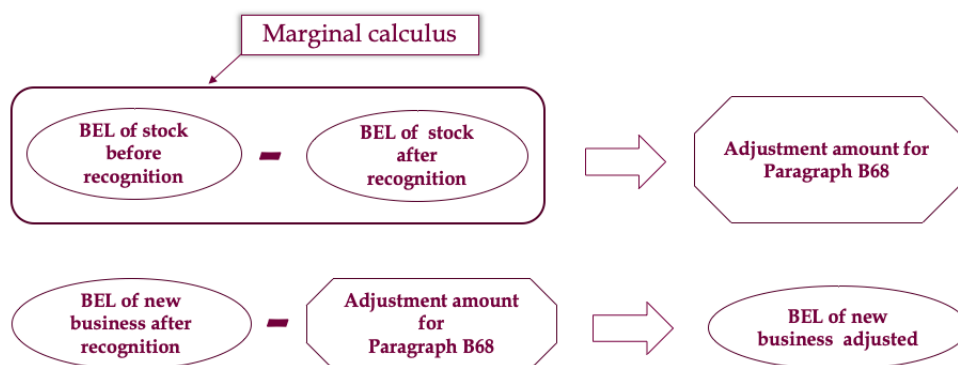 Marginal calculus
BEL of stock
before
recognition
-
BEL of stock
after
recognition
Adjustment amount for
Paragraph B68
BEL of new
business after
recognition
-
Adjustment amount
for
Paragraph B68
BEL of new
business adjusted